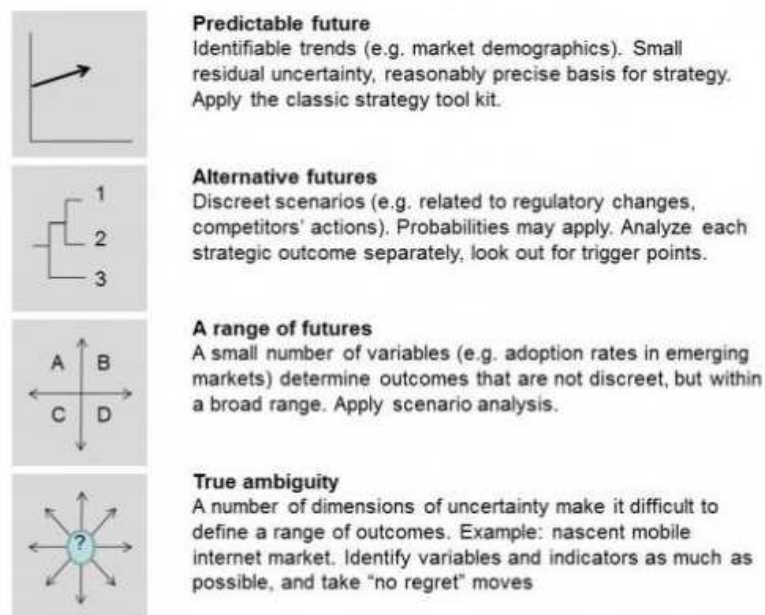 Predictable future
Identifiable trends (e.g. market demographics). Small
residual uncertainty, reasonably precise basis for strategy.
Apply the classic strategy tool kit.
1
2
3
Alternative futures
Discreet scenarios (e.g. related to regulatory changes,
competitors' actions). Probabilities may apply. Analyze each
strategic outcome separately, look out for trigger points.
A B
C D
A range of futures
A small number of variables (e.g. adoption rates in emerging
markets) determine outcomes that are not discreet, but within
a broad range. Apply scenario analysis.
?
True ambiguity
A number of dimensions of uncertainty make it difficult to
define a range of outcomes. Example: nascent mobile
internet market. Identify variables and indicators as much as
possible, and take “no regret” moves